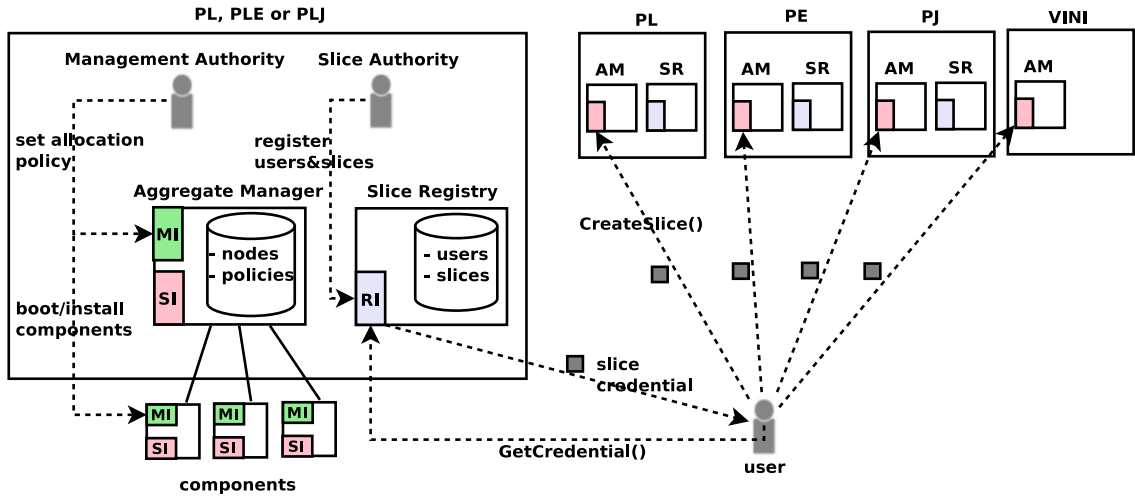 PL, PLE or PLJ
Management Authority
Slice Authority
set allocation
policy
register
users&slices
Aggregate Manager
Slice Registry
MI
- nodes
- policies
SI
- users
- slices
RI
boot/install
components
MI
SI
MI
SI
MI
SI
components
slice
credential
GetCredential()
user
PL
PE
PJ
VINI
AM
SR
AM
SR
AM
SR
AM
CreateSlice()